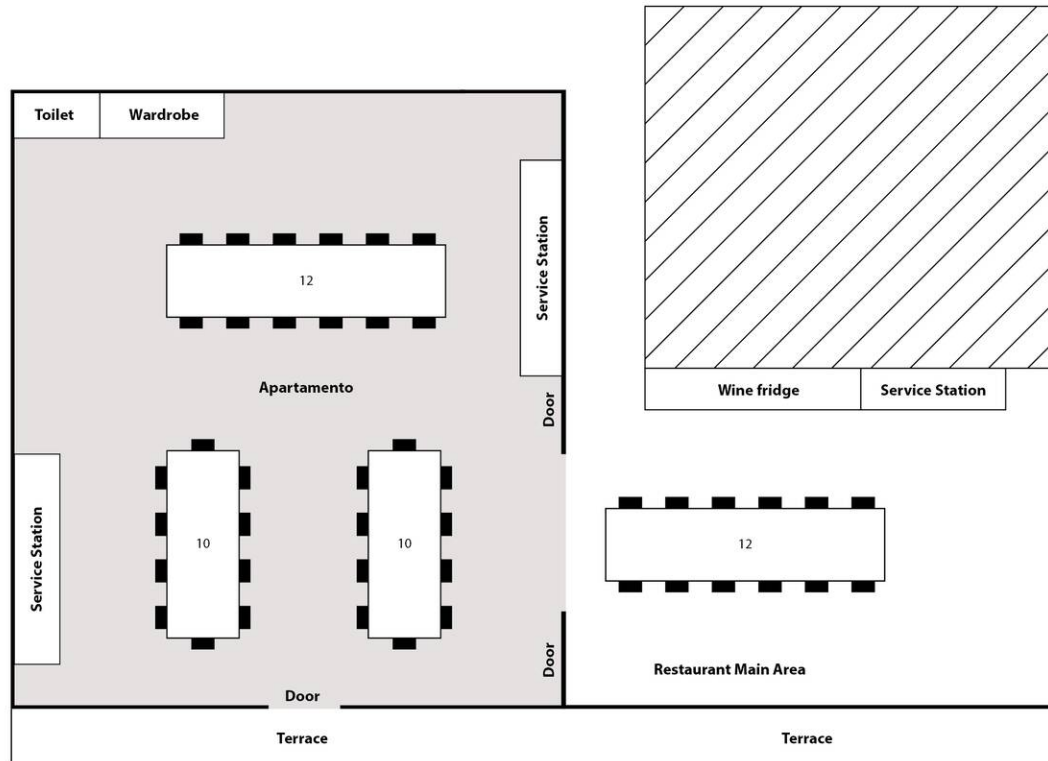 Toilet
Wardrobe
Service Station
12
Apartamento
Door
Wine fridge
Service Station
Service Station
10
10
12
Door
Restaurant Main Area
Door
Terrace
Terrace